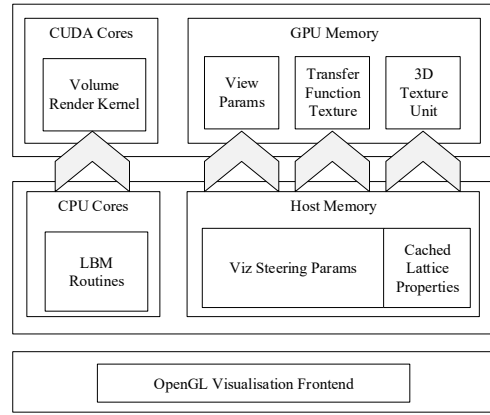 CUDA Cores
Volume
Render Kernel
GPU Memory
View
Params
Transfer
Function
Texture
3D
Texture
Unit
CPU Cores
LBM
Routines
Host Memory
Viz Steering Params
Cached
Lattice
Properties
OpenGL Visualisation Frontend